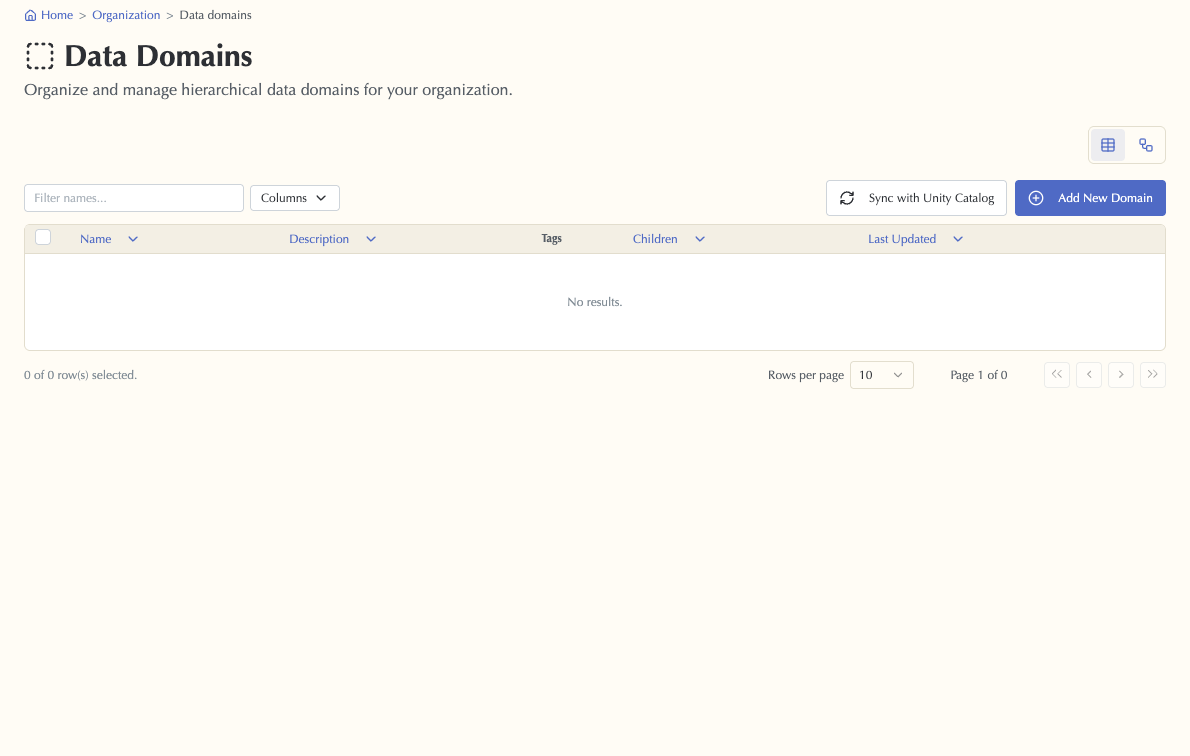 Home > Organization > Data domains
Data Domains
Organize and manage hierarchical data domains for your organization.
Filter names... Columns Sync with Unity Catalog Add New Domain
Name Description Tags Children Last Updated
No results.
0 of 0 row(s) selected. Rows per page 10 Page 1 of 0